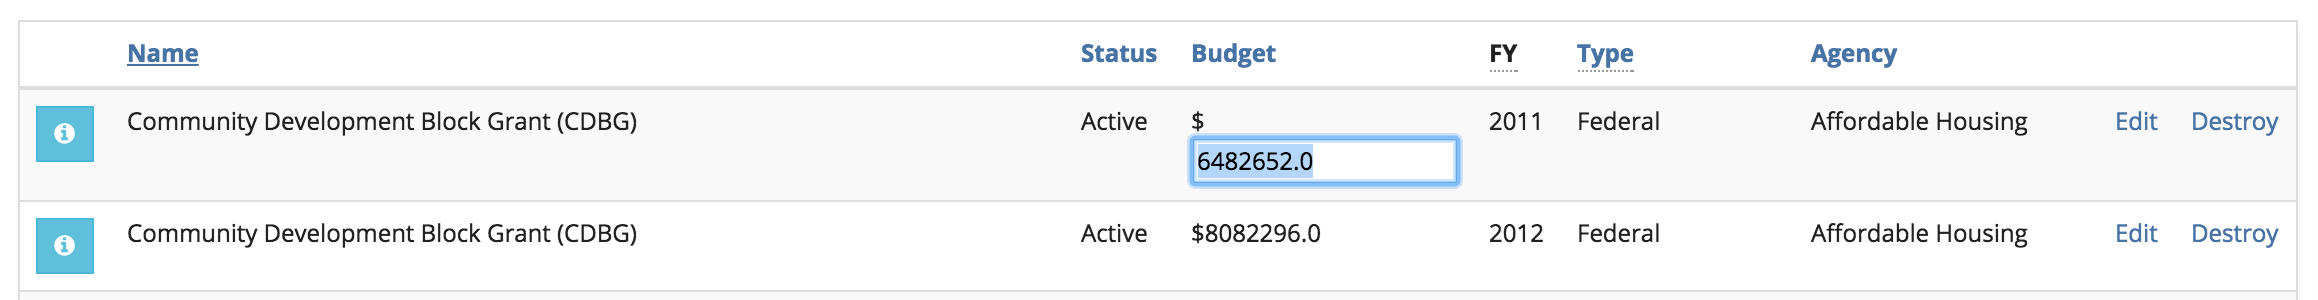 Name Status Budget FY Type Agency
Community Development Block Grant (CDBG) Active $ 2011 Federal Affordable Housing Edit Destroy
6482652.0
Community Development Block Grant (CDBG) Active $8082296.0 2012 Federal Affordable Housing Edit Destroy